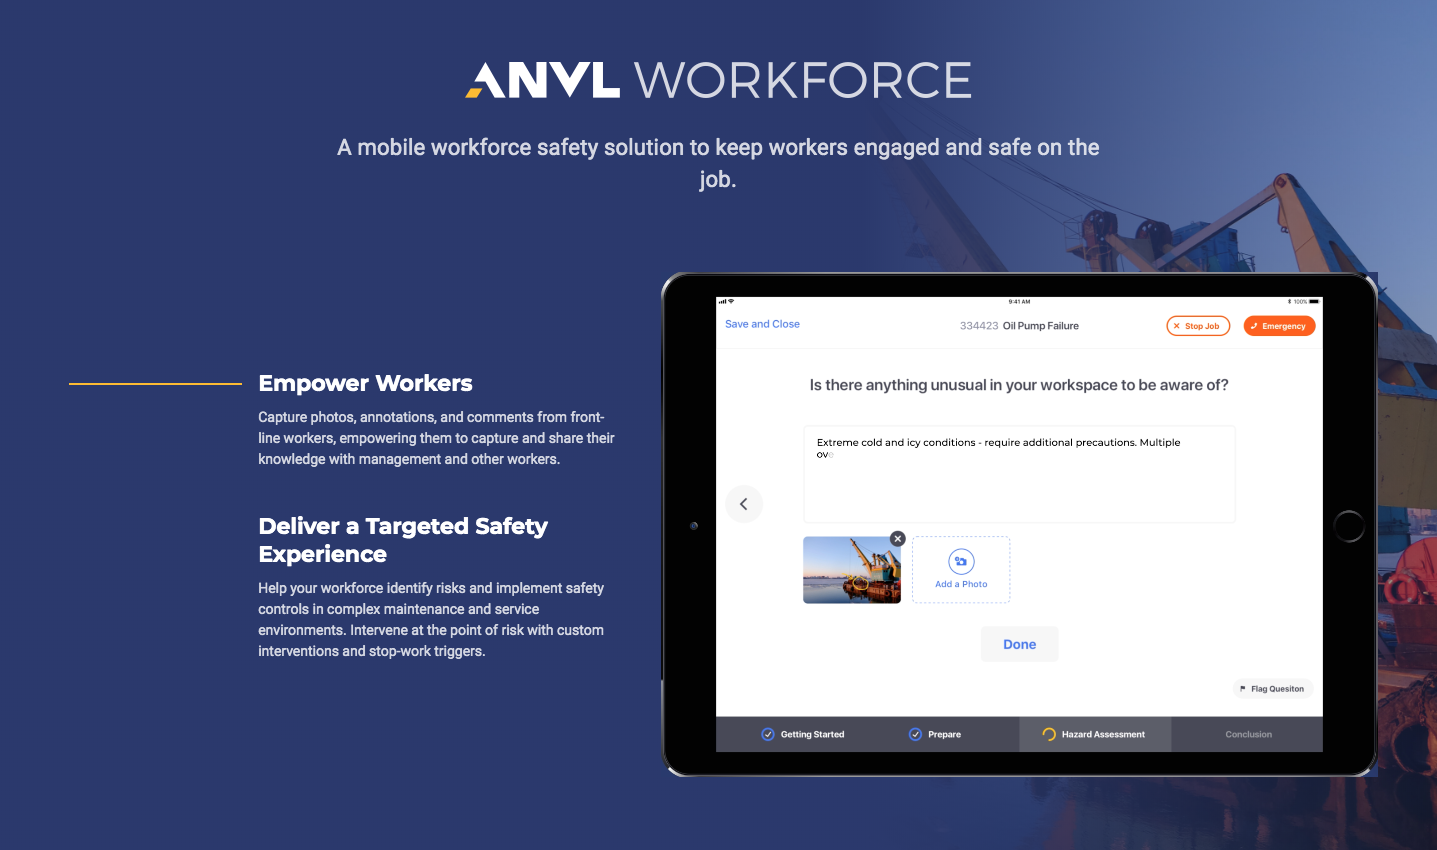 ANVL WORKFORCE
A mobile workforce safety solution to keep workers engaged and safe on the
job.
Empower Workers
Capture photos, annotations, and comments from front-
line workers, empowering them to capture and share their
knowledge with management and other workers.
Deliver a Targeted Safety
Experience
Help your workforce identify risks and implement safety
controls in complex maintenance and service
environments. Intervene at the point of risk with custom
interventions and stop-work triggers.
9:41 AM
100%
Save and Close
334423 Oil Pump Failure
Stop Job
Emergency
Is there anything unusual in your workspace to be aware of?
Extreme cold and icy conditions - require additional precautions. Multiple
ove
Add a Photo
Done
Flag Quesiton
Getting Started
Prepare
Hazard Assessment
Conclusion